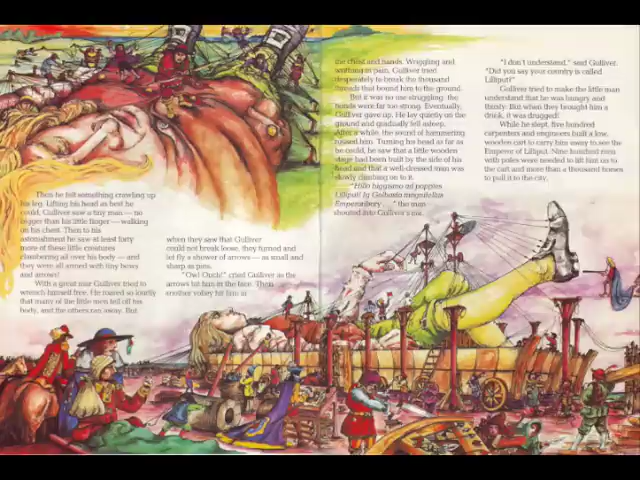 Then he felt something crawling up
his leg. Lifting his head as best he
could, Gulliver saw a tiny man — no
bigger than his little finger — walking
on his chest. Then to his
astonishment he saw at least forty
more of these little creatures
clambering all over his body — and
they were all armed with tiny bows
and arrows!
With a great roar Gulliver tried to
wrench himself free. He roared so loudly
that many of the little men fell off his
body, and the others ran away. But
when they saw that Gulliver
could not break loose, they turned and
let fly a shower of arrows — as small and
sharp as pins.
"Ow! Ouch!" cried Gulliver as the
arrows hit him in the face. Then
another volley hit him in
the chest and hands. Wriggling and
in pain, Gulliver tried
desperately to break the thousand
threads that bound him to the ground.
But it was no use struggling: the
bonds were far too strong. Eventually,
Gulliver gave up. He lay quietly on the
ground and gradually fell asleep.
After a while, the sound of hammering
roused him. Turning his head as far as
he could, he saw that a little wooden
stage had been built by the side of his
head and that a well-dressed man was
slowly climbing on to it.
"Hilio bigismo ad poppies
Lilliput!
the man
shouted into Gulliver's ear.
"I don't understand," said Gulliver.
"Did you say your country is called
Lilliput?"
Gulliver tried to make the little man
understand that he was hungry and
thirsty. But when they brought him a
drink, it was drugged!
While he slept, five hundred
carpenters and engineers built a low,
wooden cart to carry him away to see the
Emperor of Lilliput. Nine hundred men
with poles were needed to lift him on to
the cart and more than a thousand horses
to pull it to the city.